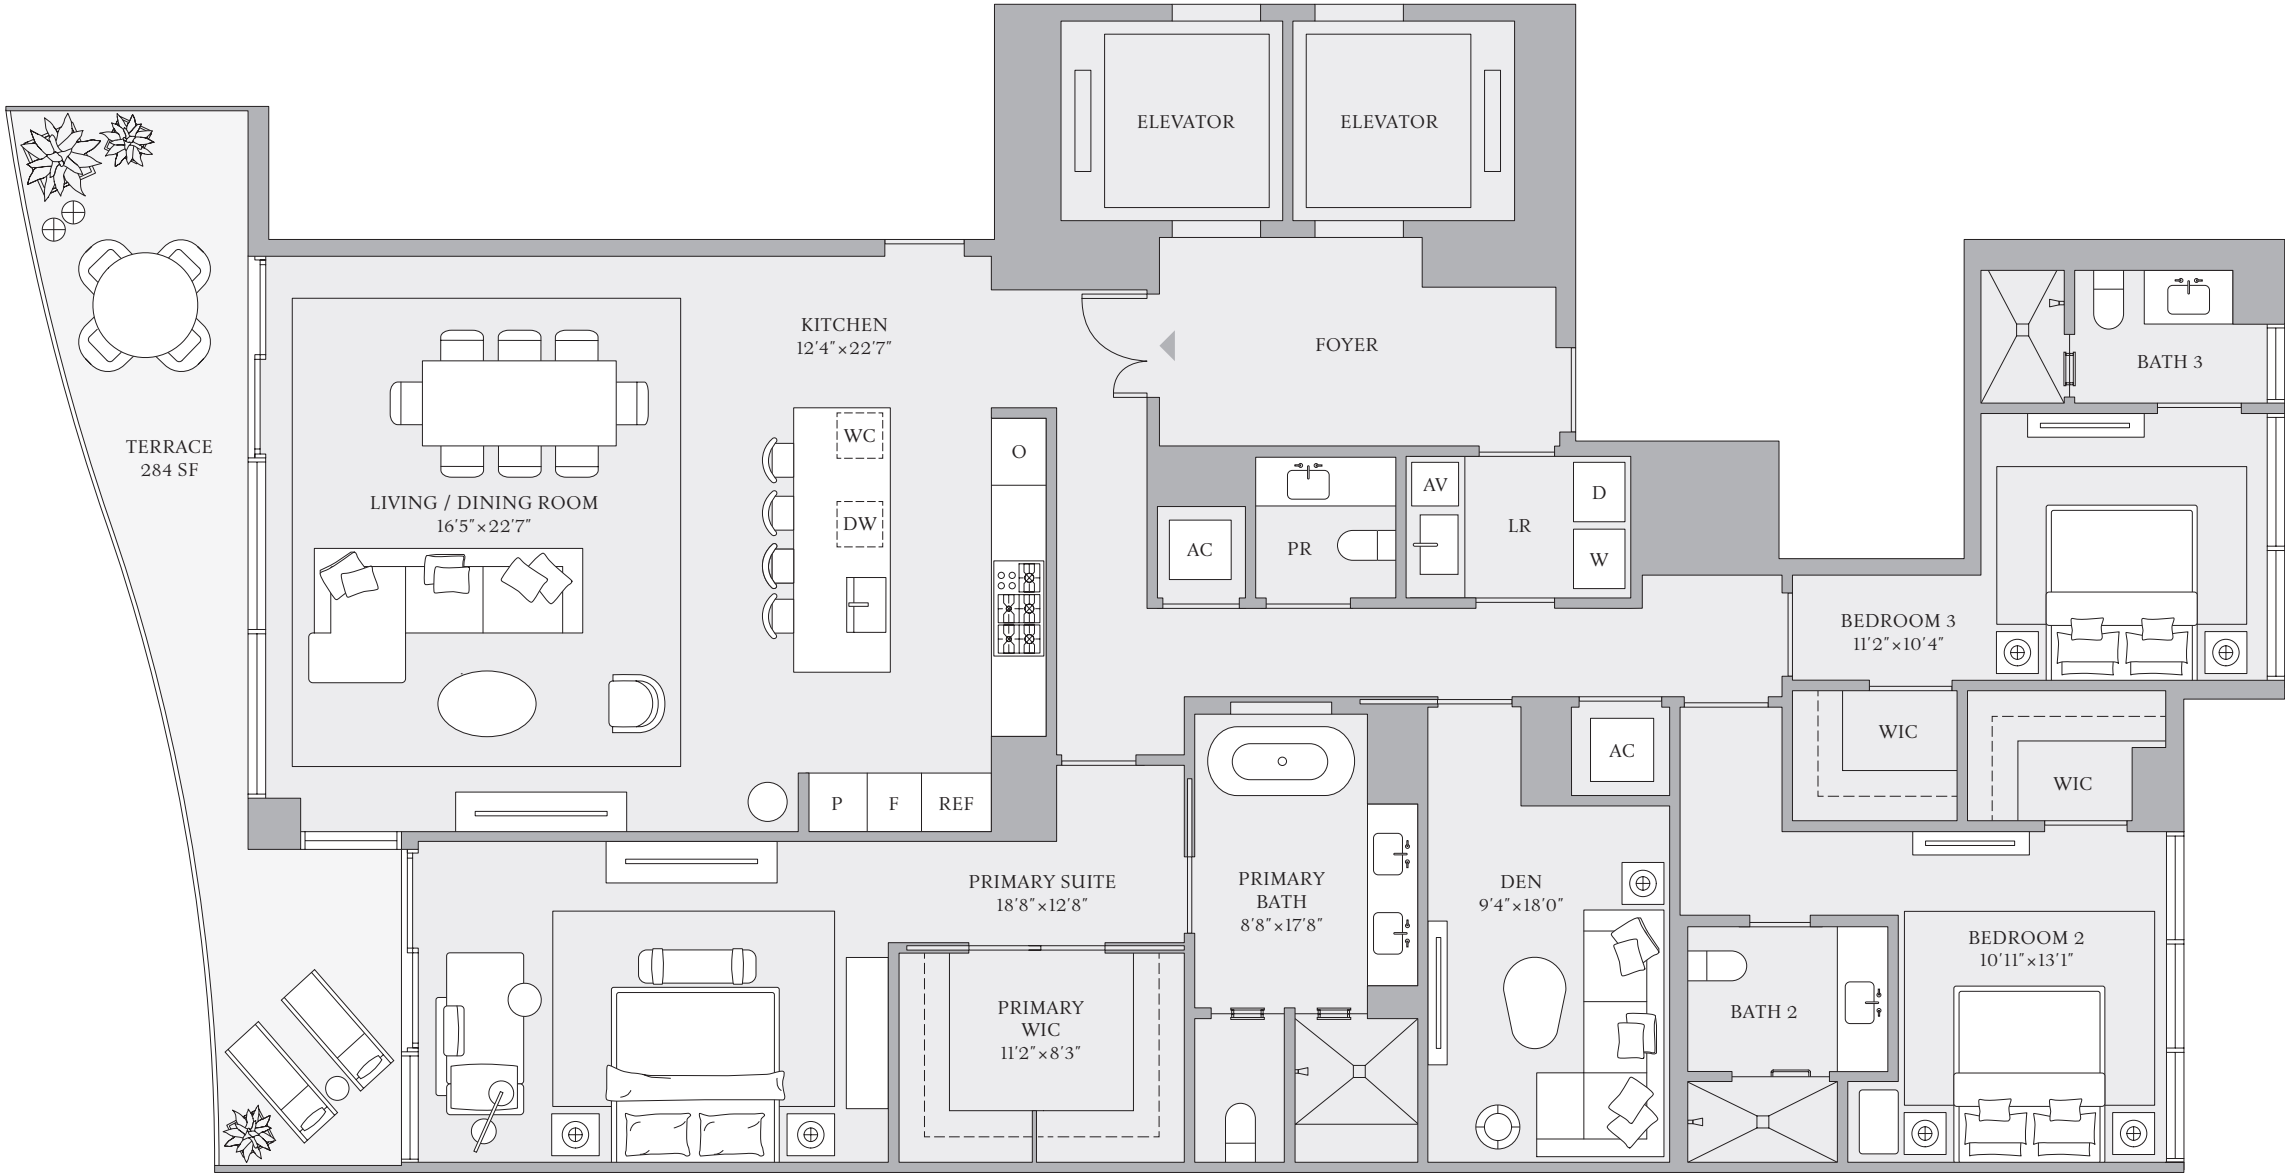 ELEVATOR
ELEVATOR
KITCHEN
12'4"×22'7"
FOYER
BATH 3
TERRACE
284 SF
WC
O
LIVING / DINING ROOM
16'5"×22'7"
DW
AV
D
LR
AC
PR
W
BEDROOM 3
11'2"×10'4"
WIC
AC
WIC
P
F
REF
PRIMARY SUITE
18'8"×12'8"
PRIMARY
BATH
8'8"×17'8"
DEN
9'4"×18'0"
BEDROOM 2
10'11"×13'1"
PRIMARY
WIC
11'2"×8'3"
BATH 2